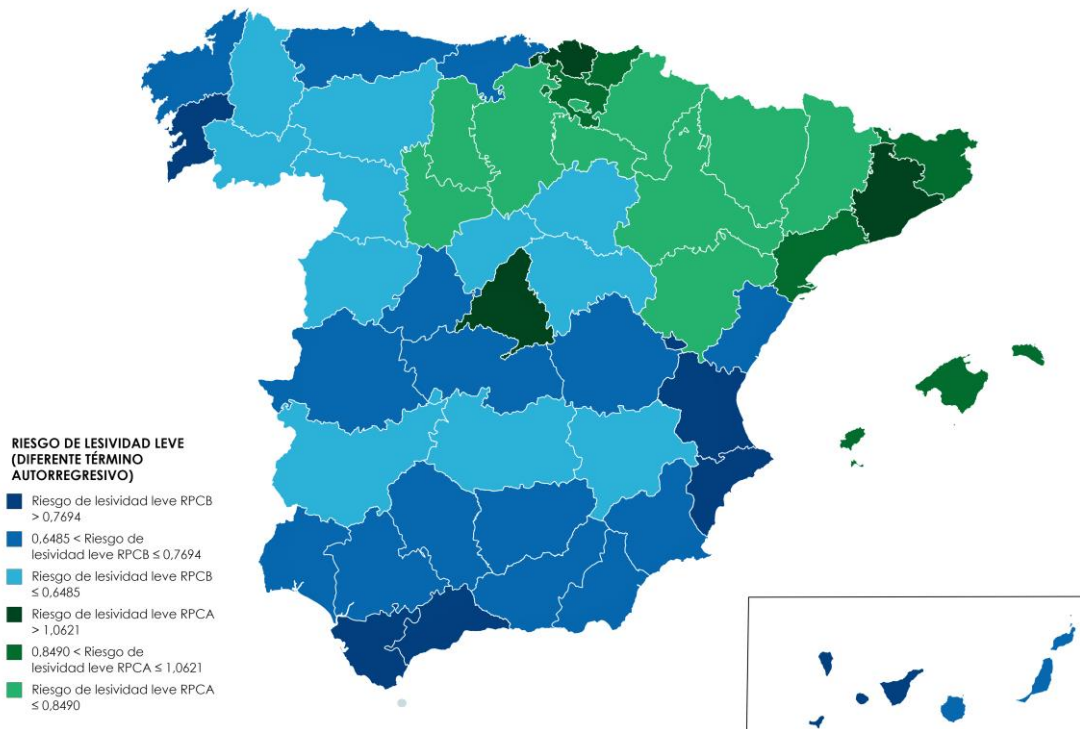 RIESGO DE LESIVIDAD LEVE
(DIFERENTE TÉRMINO
AUTORREGRESIVO)
Riesgo de lesividad leve RPCB
> 0,7694
0,6485 < Riesgo de
lesividad leve RPCB ≤ 0,7694
Riesgo de lesividad leve RPCB
≤ 0,6485
Riesgo de lesividad leve RPCA
> 1,0621
0,8490 < Riesgo de
lesividad leve RPCA ≤ 1,0621
Riesgo de lesividad leve RPCA
≤ 0,8490